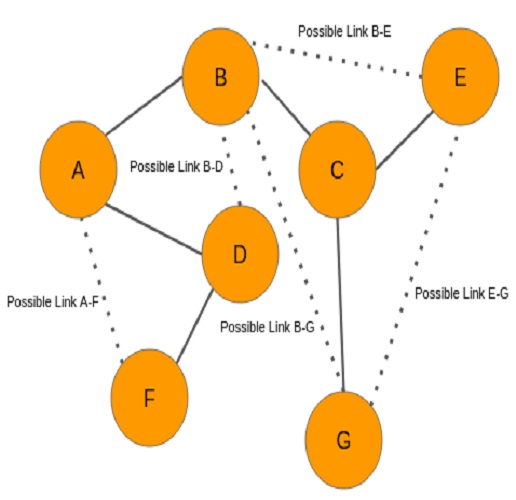 Possible Link B-E
B
E
Possible Link B-D
A
C
D
Possible Link A-F
Possible Link E-G
Possible Link B-G
F
G